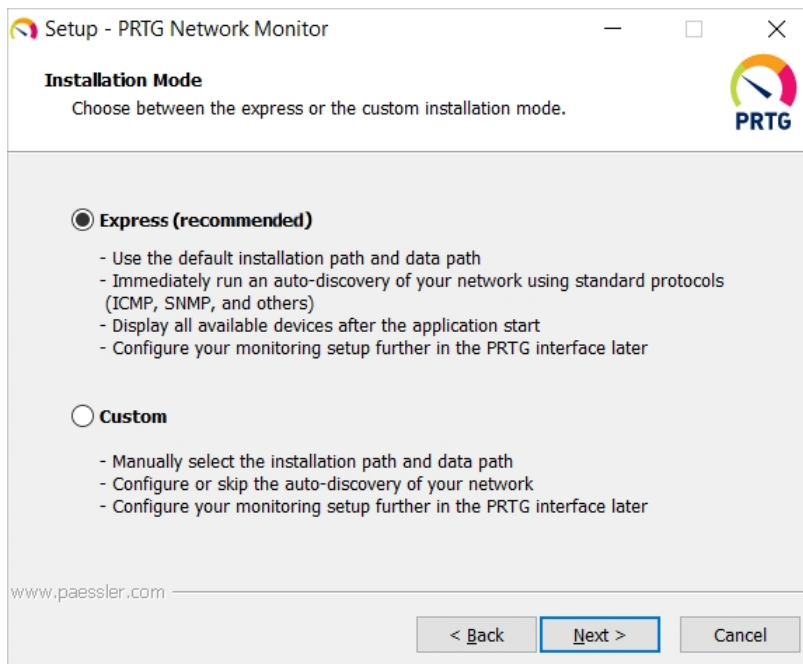 Setup - PRTG Network Monitor
Installation Mode
Choose between the express or the custom installation mode.
PRTG
Express (recommended)
- Use the default installation path and data path
- Immediately run an auto-discovery of your network using standard protocols
(ICMP, SNMP, and others)
- Display all available devices after the application start
- Configure your monitoring setup further in the PRTG interface later
Custom
- Manually select the installation path and data path
- Configure or skip the auto-discovery of your network
- Configure your monitoring setup further in the PRTG interface later
www.paessler.com
< Back Next > Cancel